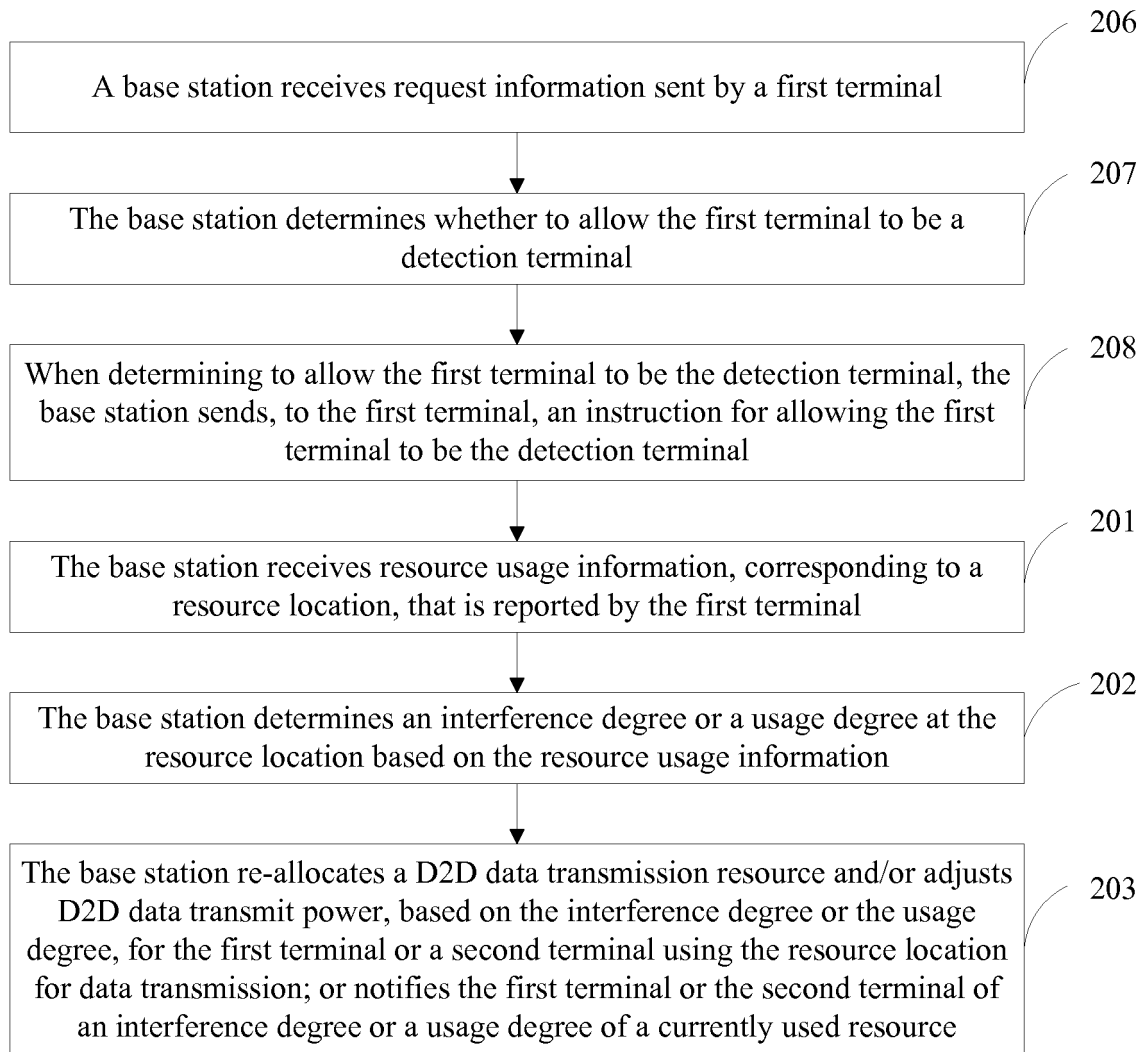 206
A base station receives request information sent by a first terminal
207
The base station determines whether to allow the first terminal to be a
detection terminal
208
When determining to allow the first terminal to be the detection terminal, the
base station sends, to the first terminal, an instruction for allowing the first
terminal to be the detection terminal
201
The base station receives resource usage information, corresponding to a
resource location, that is reported by the first terminal
202
The base station determines an interference degree or a usage degree at the
resource location based on the resource usage information
203
The base station re-allocates a D2D data transmission resource and/or adjusts
D2D data transmit power, based on the interference degree or the usage
degree, for the first terminal or a second terminal using the resource location
for data transmission; or notifies the first terminal or the second terminal of
an interference degree or a usage degree of a currently used resource